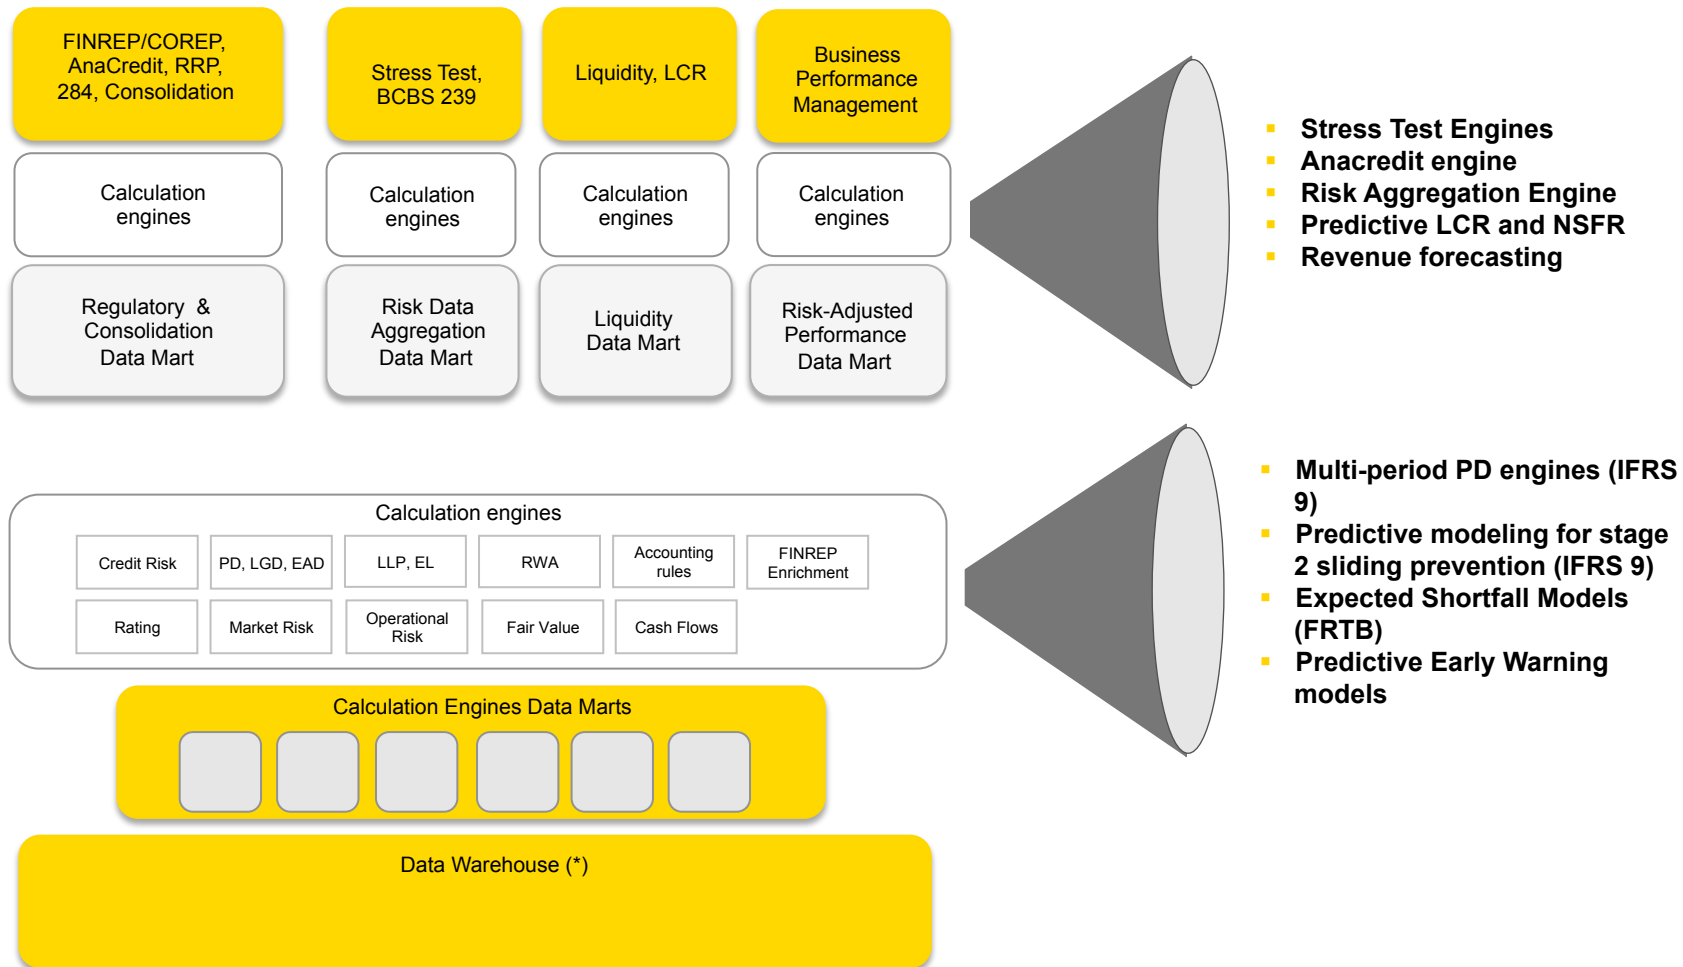 FINREP/COREP,
AnaCredit, RRP,
284, Consolidation
Stress Test,
BCBS 239
Liquidity, LCR
Business
Performance
Management
Calculation
engines
Calculation
engines
Calculation
engines
Calculation
engines
Regulatory &
Consolidation
Data Mart
Risk Data
Aggregation
Data Mart
Liquidity
Data Mart
Risk-Adjusted
Performance
Data Mart
Stress Test Engines
Anacredit engine
Risk Aggregation Engine
Predictive LCR and NSFR
Revenue forecasting
Calculation engines
Credit Risk
PD, LGD, EAD
LLP, EL
RWA
Accounting
rules
FINREP
Enrichment
Rating
Market Risk
Operational
Risk
Fair Value
Cash Flows
Multi-period PD engines (IFRS
9)
Predictive modeling for stage
2 sliding prevention (IFRS 9)
Expected Shortfall Models
(FRTB)
Predictive Early Warning
models
Calculation Engines Data Marts
Data Warehouse (*)